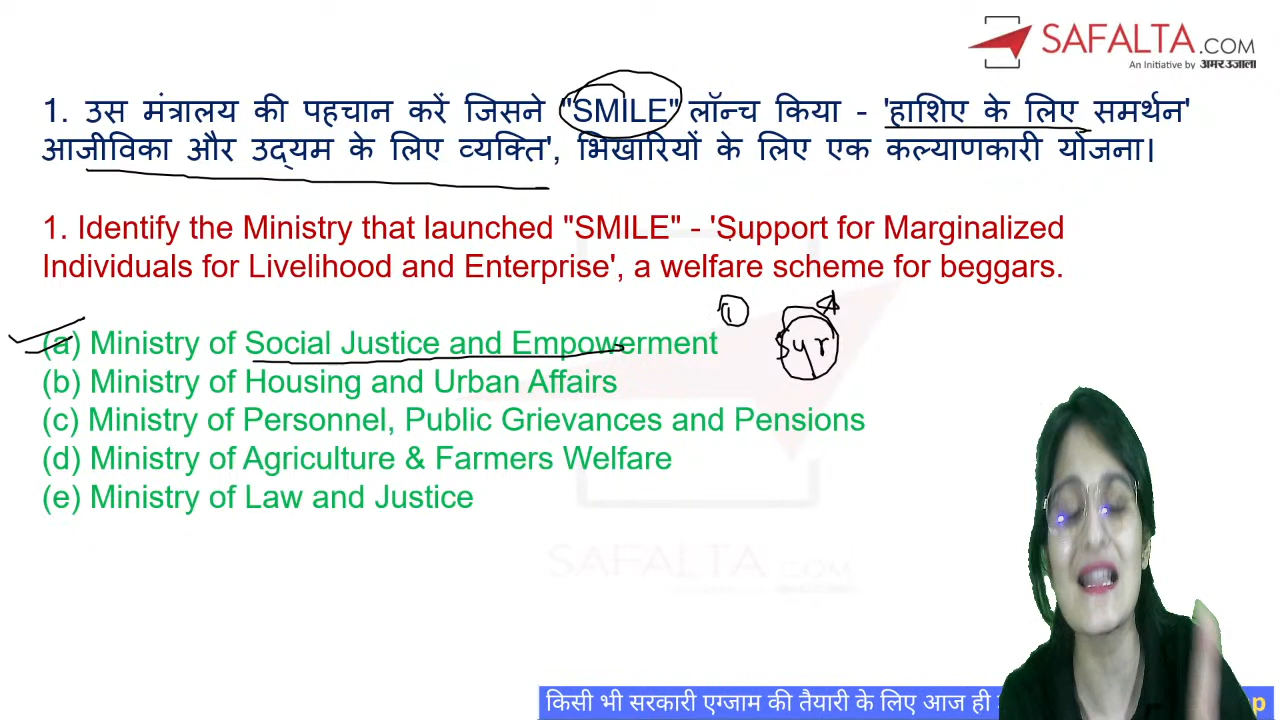 SAFALTA.COM
An Initiative by अमर उजाला
1. उस मंत्रालय की पहचान करें जिसने "SMILE" लॉन्च किया - 'हाशिए के लिए समर्थन'
आजीविका और उद्यम के लिए व्यक्ति', भिखारियों के लिए एक कल्याणकारी योजना।
1. Identify the Ministry that launched "SMILE" - 'Support for Marginalized
Individuals for Livelihood and Enterprise', a welfare scheme for beggars.
(a) Ministry of Social Justice and Empowerment
(b) Ministry of Housing and Urban Affairs
(c) Ministry of Personnel, Public Grievances and Pensions
(d) Ministry of Agriculture & Farmers Welfare
(e) Ministry of Law and Justice
SAFALTA.COM
किसी भी सरकारी एग्जाम की तैयारी के लिए आज ही